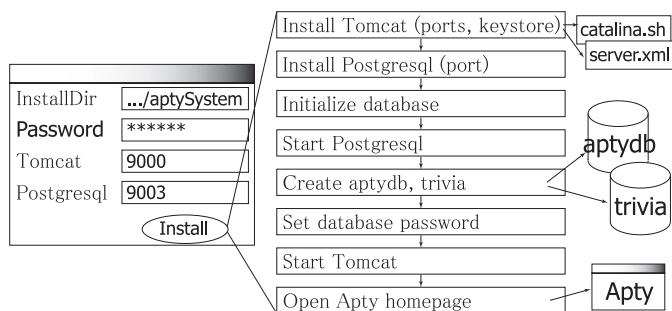 InstallDir .../aptySystem
Password ******
Tomcat 9000
Postgresql 9003
Install
Install Tomcat (ports, keystore)
catalina.sh
server.xml
Install Postgresql (port)
Initialize database
Start Postgresql
Create aptydb, trivia
aptydb
trivia
Set database password
Start Tomcat
Open Apty homepage
Apty